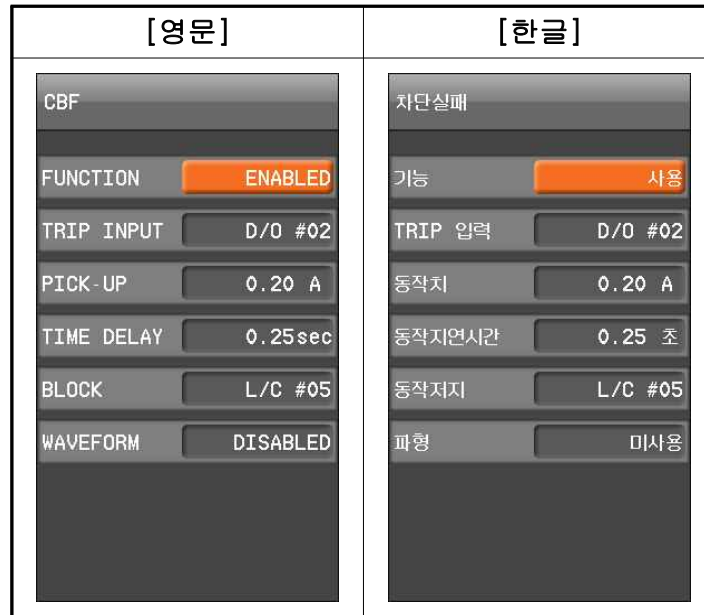 [영문]
CBF
FUNCTION ENABLED
TRIP INPUT D/O #02
PICK-UP 0.20 A
TIME DELAY 0.25sec
BLOCK L/C #05
WAVEFORM DISABLED
[한글]
차단실패
기능 사용
TRIP 입력 D/O #02
동작치 0.20 A
동작지연시간 0.25 초
동작저지 L/C #05
파형 미사용